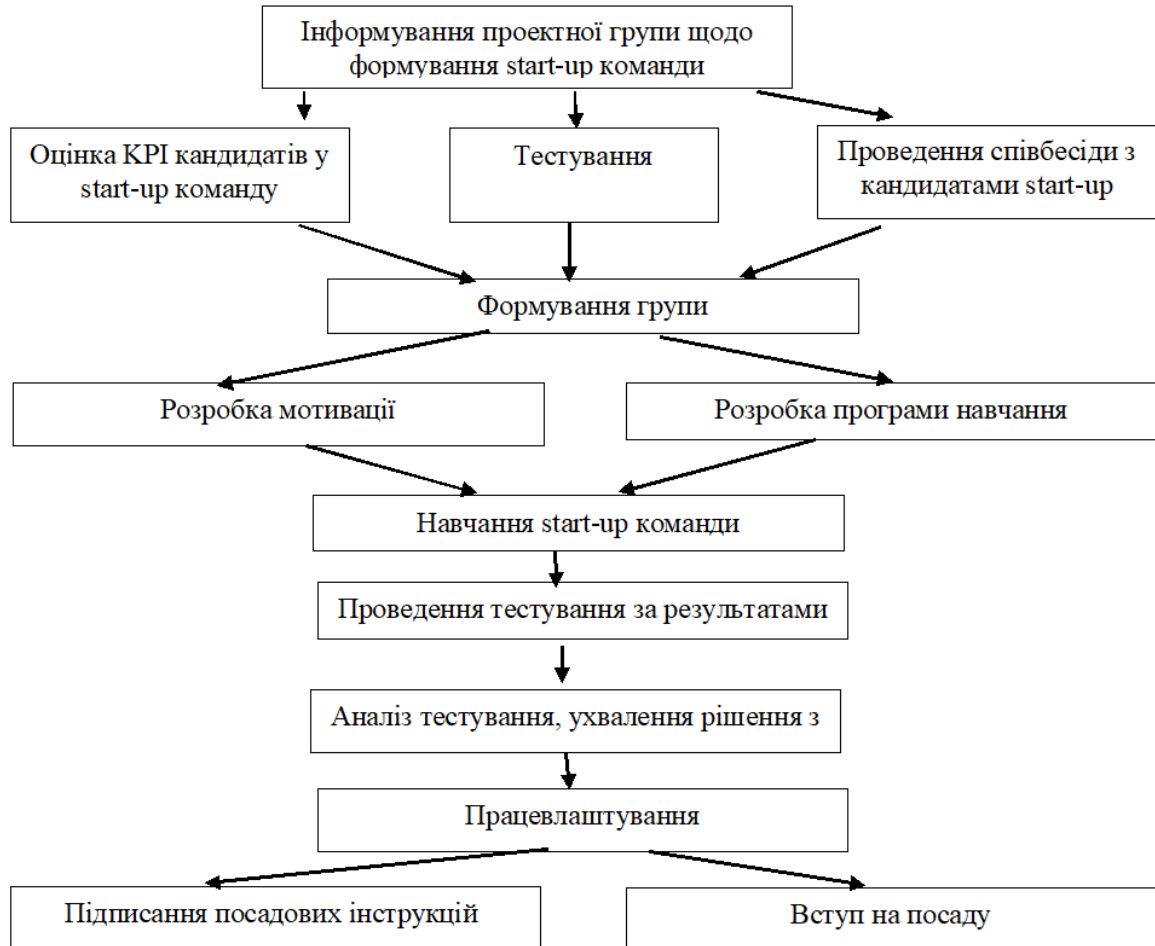 Інформування проектної групи щодо
формування start-up команди
Оцінка KPI кандидатів у
start-up команду
Тестування
Проведення співбесіди з
кандидатами start-up
Формування групи
Розробка мотивації
Розробка програми навчання
Навчання start-up команди
Проведення тестування за результатами
Аналіз тестування, ухвалення рішення з
Працевлаштування
Підписання посадових інструкцій
Вступ на посаду